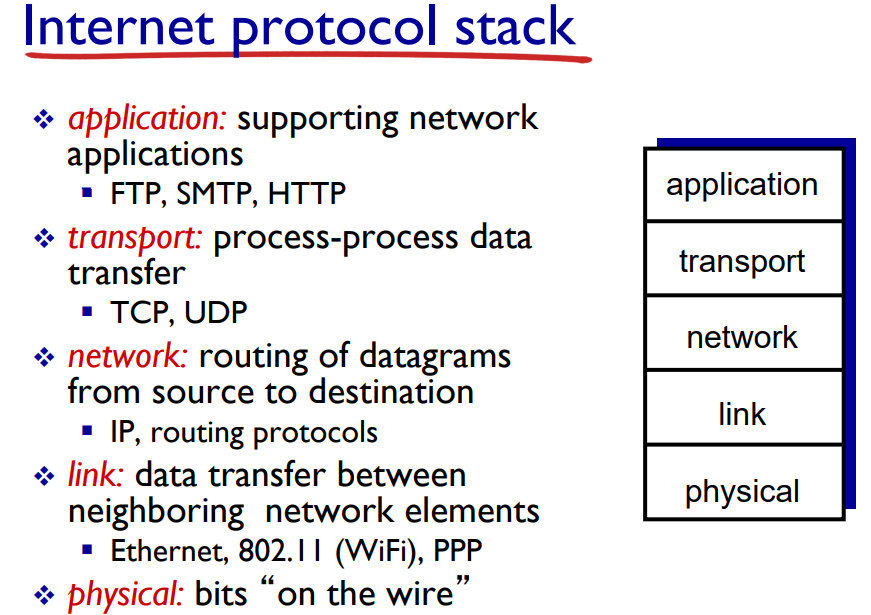 Internet protocol stack
application: supporting network
applications
FTP, SMTP, HTTP
transport: process-process data
transfer
TCP, UDP
network: routing of datagrams
from source to destination
IP, routing protocols
link: data transfer between
neighboring network elements
Ethernet, 802.11 (WiFi), PPP
physical: bits “on the wire”
application
transport
network
link
physical